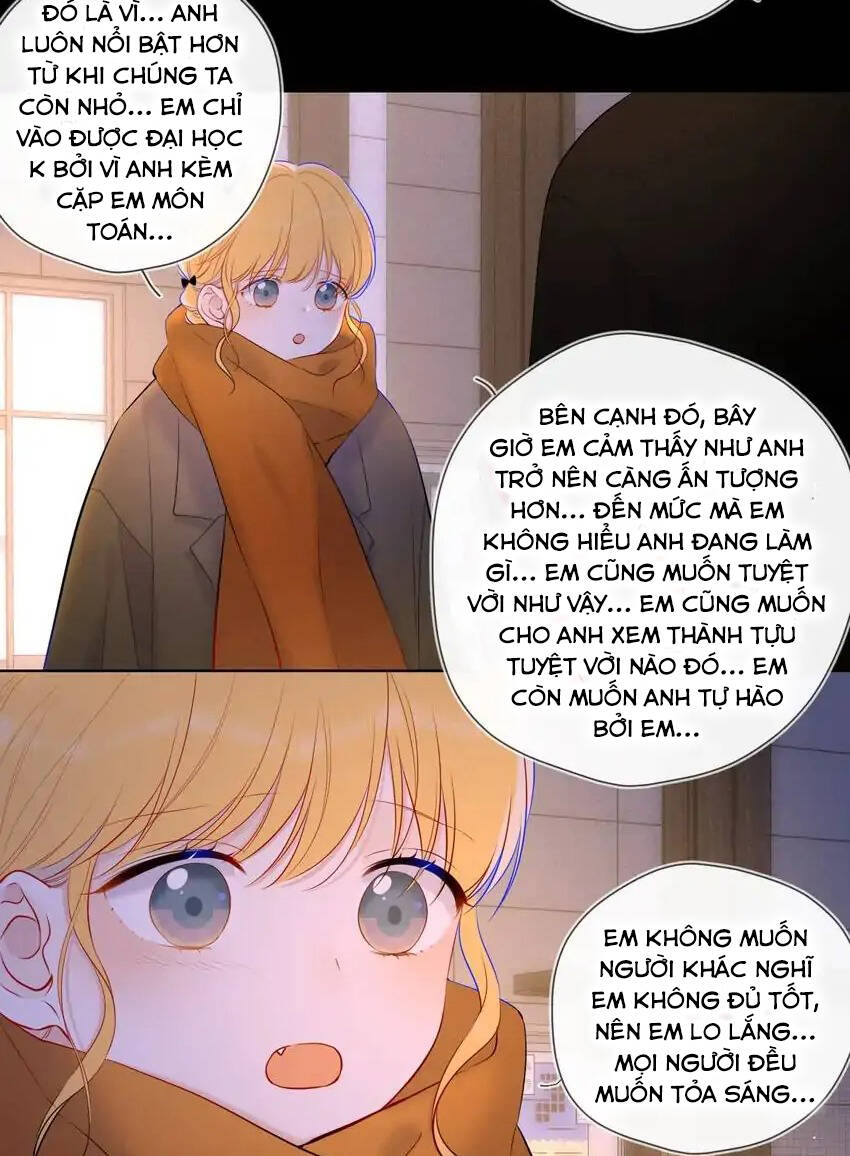 ĐÓ LÀ VÌ... ANH
LUÔN NỔI BẬT HƠN
TỪ KHI CHÚNG TA
CÒN NHỎ... EM CHỈ
VÀO ĐƯỢC ĐẠI HỌC
K BỞI VÌ ANH KÈM
CẶP EM MÔN
TOÁN...
BÊN CẠNH ĐÓ, BÂY
GIỜ EM CẢM THẤY NHƯ ANH
TRỞ NÊN CÀNG ẤN TƯỢNG
HƠN... ĐẾN MỨC MÀ EM
KHÔNG HIỂU ANH ĐANG LÀM
GÌ... EM CŨNG MUỐN TUYỆT
VỜI NHƯ VẬY... EM CŨNG MUỐN
CHO ANH XEM THÀNH TỰU
TUYỆT VỜI NÀO ĐÓ... EM
CÒN MUỐN ANH TỰ HÀO
BỞI EM...
EM KHÔNG MUỐN
NGƯỜI KHÁC NGHĨ
EM KHÔNG ĐỦ TỐT,
NÊN EM LO LẮNG...
MỌI NGƯỜI ĐỀU
MUỐN TỎA SÁNG...